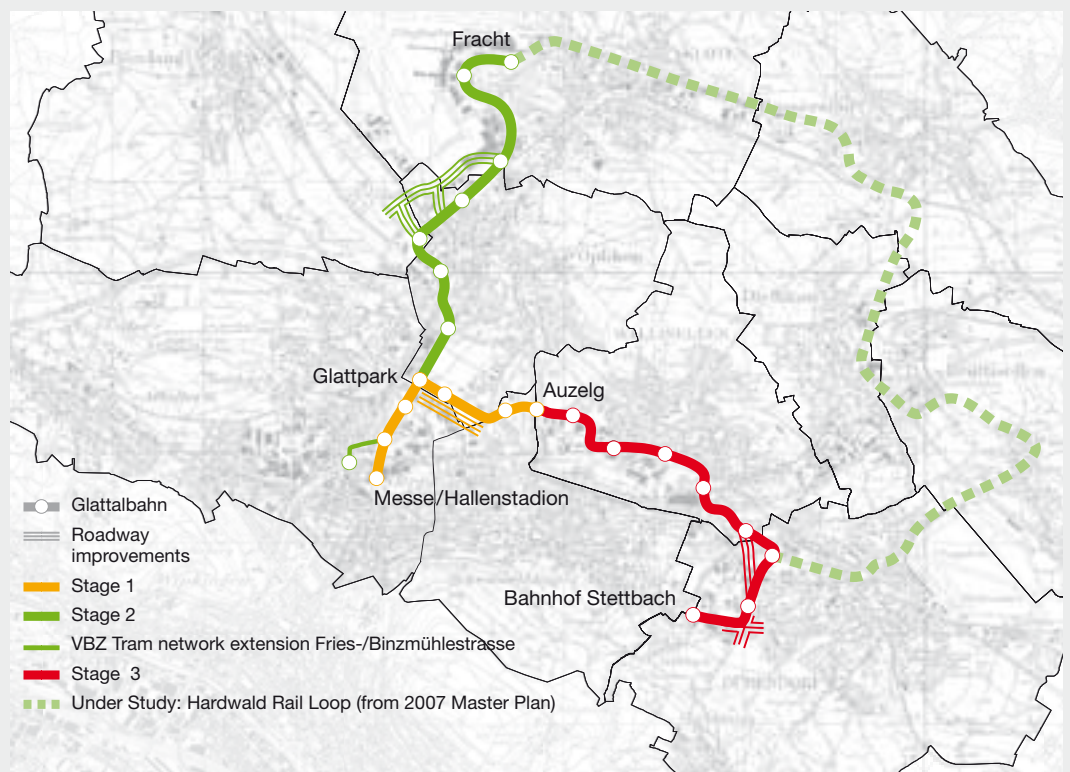 Fracht
Glattpark
Auzelg
Messe/Hallenstadion
Bahnhof Stettbach
Glattalbahn
Roadway
improvements
Stage 1
Stage 2
VBZ Tram network extension Fries-/Binzmühlestrasse
Stage 3
Under Study: Hardwald Rail Loop (from 2007 Master Plan)